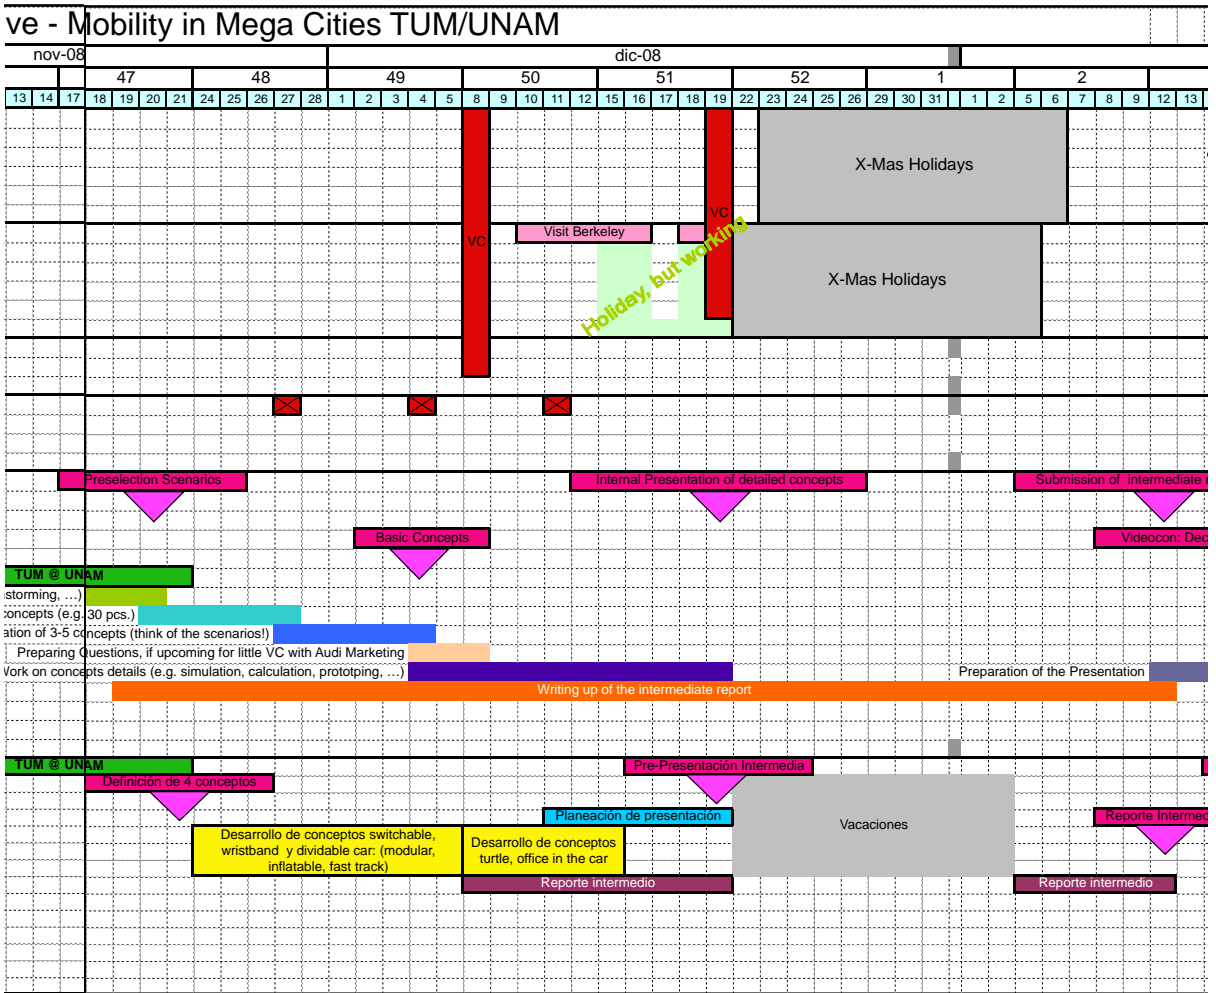 ve - Mobility in Mega Cities TUM/UNAM
nov-08 dic-08
47 48 49 50 51 52 1 2
13 14 17 18 19 20 21 24 25 26 27 28 1 2 3 4 5 8 9 10 11 12 15 16 17 18 19 22 23 24 25 26 29 30 31 1 2 5 6 7 8 9 12 13
X-Mas Holidays
VC
Visit Berkeley
VC
Holiday, but working
X-Mas Holidays
Preselection Scenarios Internal Presentation of detailed concepts Submission of intermediate
Basic Concepts Videocon: Dec
TUM @ UNAM
storming, …)
concepts (e.g. 30 pcs.)
ation of 3-5 concepts (think of the scenarios!)
Preparing Questions, if upcoming for little VC with Audi Marketing
Work on concepts details (e.g. simulation, calculation, prototping, …) Preparation of the Presentation
Writing up of the intermediate report
TUM @ UNAM Pre-Presentación Intermedia
Definición de 4 conceptos
Planeación de presentación Reporte Intermed
Vacaciones
Desarrollo de conceptos switchable,
wristband y dividable car: (modular,
inflatable, fast track)
Desarrollo de conceptos
turtle, office in the car
Reporte intermedio Reporte intermedio